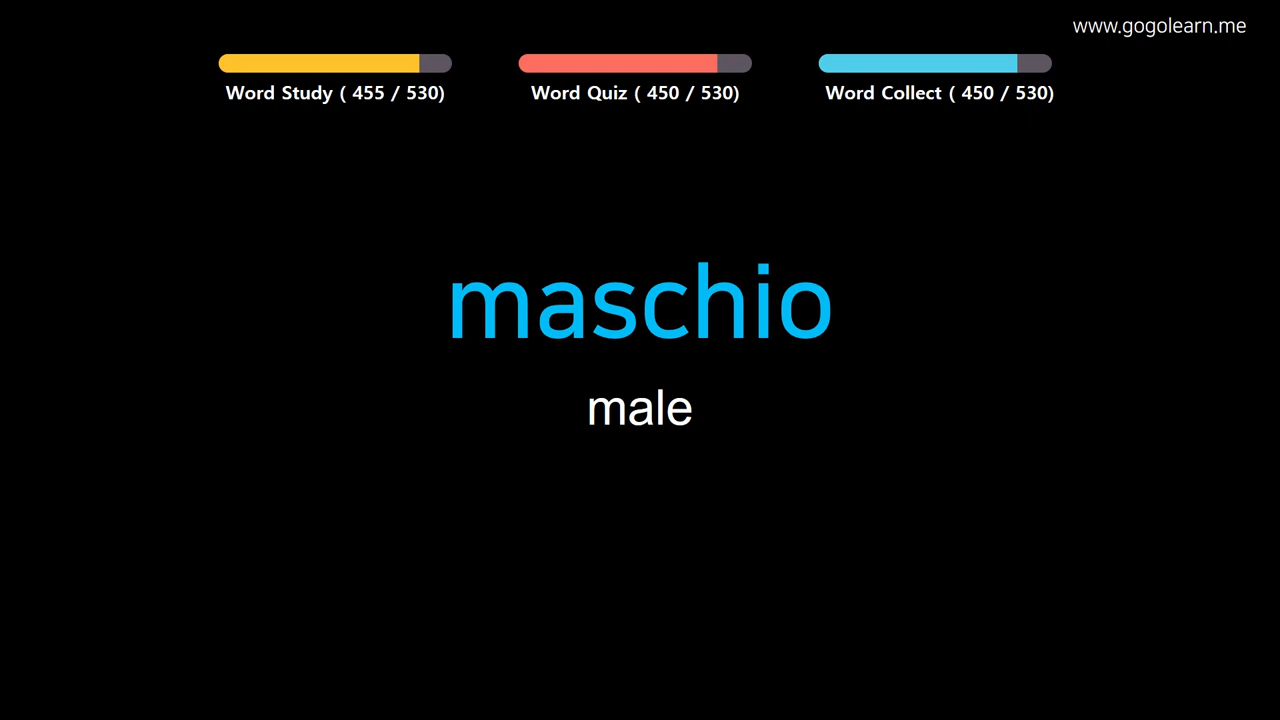 www.gogolearn.me
Word Study ( 455 / 530)
Word Quiz ( 450 / 530)
Word Collect ( 450 / 530)
maschio
male